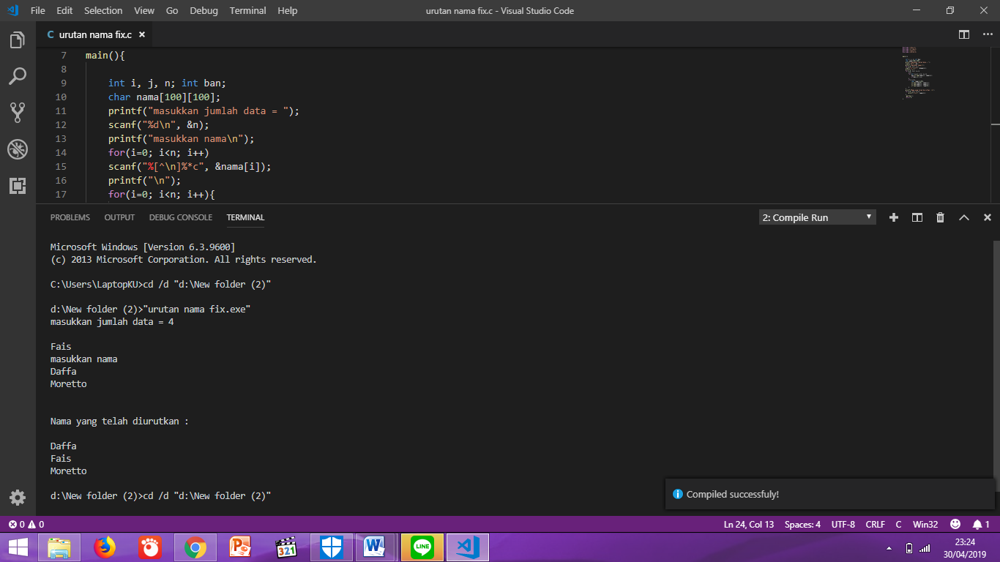 File Edit Selection View Go Debug Terminal Help urutan nama fix.c - Visual Studio Code
C urutan nama fix.c ×
7 main(){
8
9 int i, j, n; int ban;
10 char nama[100][100];
11 printf("masukkan jumlah data = ");
12 scanf("%d\n", &n);
13 printf("masukkan nama\n");
14 for(i=0; i<n; i++)
15 scanf("%[^\n]%*c", &nama[i]);
16 printf("\n");
17 for(i=0; i<n; i++){
PROBLEMS OUTPUT DEBUG CONSOLE TERMINAL 2: Compile Run
Microsoft Windows [Version 6.3.9600]
(c) 2013 Microsoft Corporation. All rights reserved.
C:\Users\LaptopKU>cd /d "d:\New folder (2)"
d:\New folder (2)>"urutan nama fix.exe"
masukkan jumlah data = 4
Fais
masukkan nama
Daffa
Moretto
Nama yang telah diurutkan :
Daffa
Fais
Moretto
d:\New folder (2)>cd /d "d:\New folder (2)"
Compiled successfuly!
0 0 Ln 24, Col 13 Spaces: 4 UTF-8 CRLF C Win32 1
321
LINE
23:24
30/04/2019